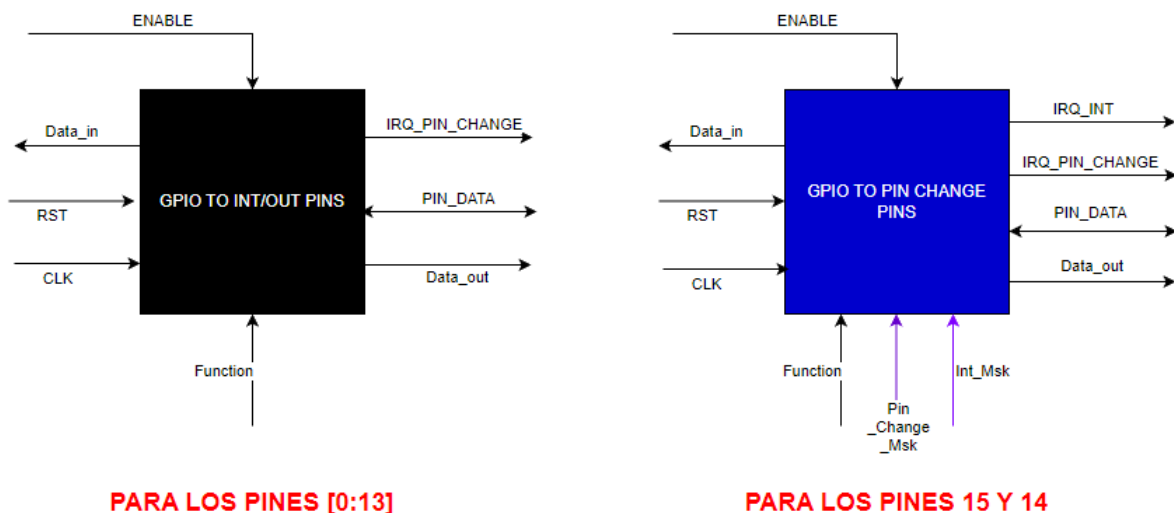 ENABLE
Data_in
RST
CLK
GPIO TO INT/OUT PINS
IRQ_PIN_CHANGE
PIN_DATA
Data_out
Function
PARA LOS PINES [0:13]
ENABLE
Data_in
RST
CLK
GPIO TO PIN CHANGE
PINS
IRQ_INT
IRQ_PIN_CHANGE
PIN_DATA
Data_out
Function
Pin
_Change
_Msk
Int_Msk
PARA LOS PINES 15 Y 14